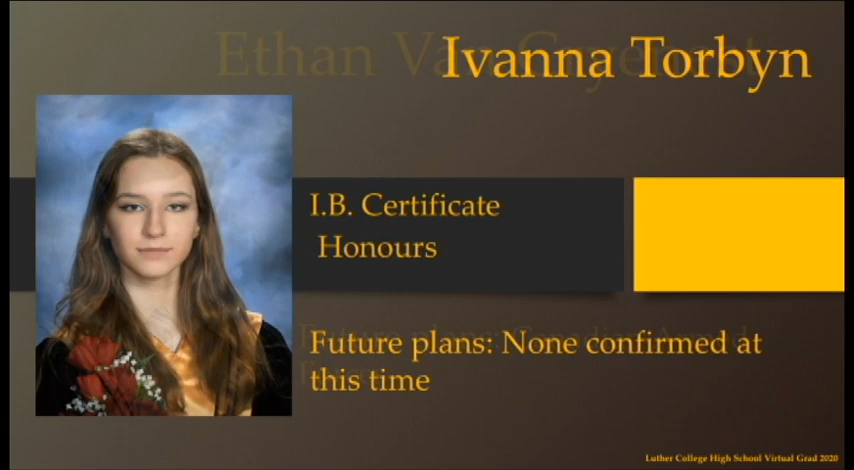 Ivanna Torbyn
I.B. Certificate
Honours
Future plans: None confirmed at
this time
Luther College High School Virtual Grad 2020